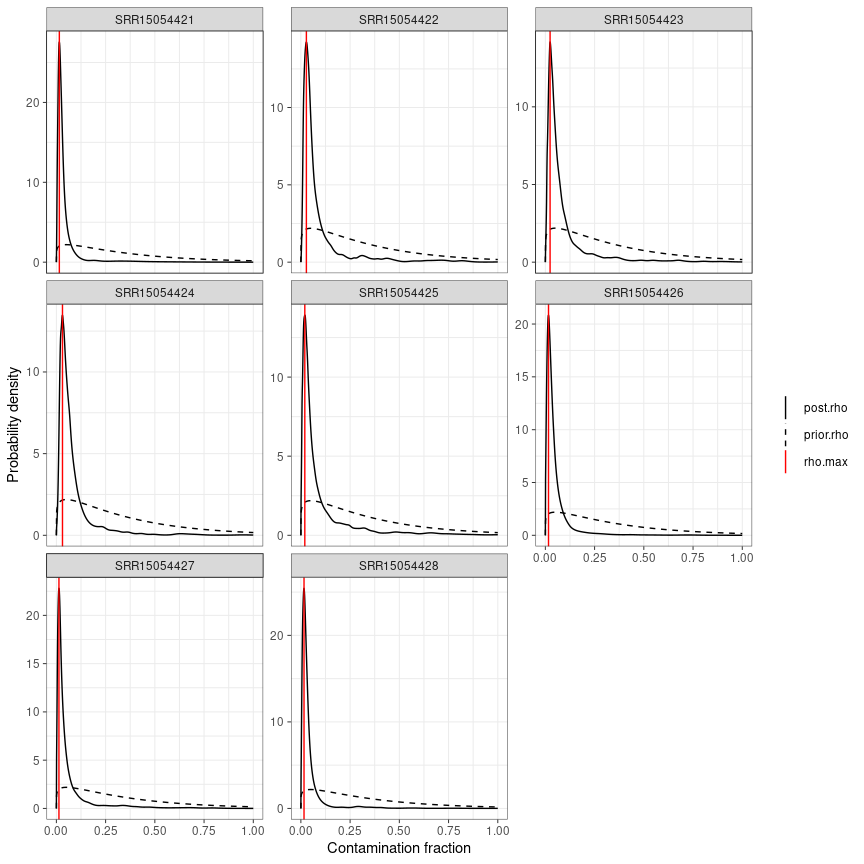 SRR15054421 SRR15054422 SRR15054423
20
10
0
10
5
0
10
5
0
SRR15054424 SRR15054425 SRR15054426
10
5
0
10
5
0
20
15
10
5
0
0.00 0.25 0.50 0.75 1.00
SRR15054427 SRR15054428
20
15
10
5
0
20
10
0
0.00 0.25 0.50 0.75 1.00
0.00 0.25 0.50 0.75 1.00
Contamination fraction
Probability density
post.rho
prior.rho
rho.max